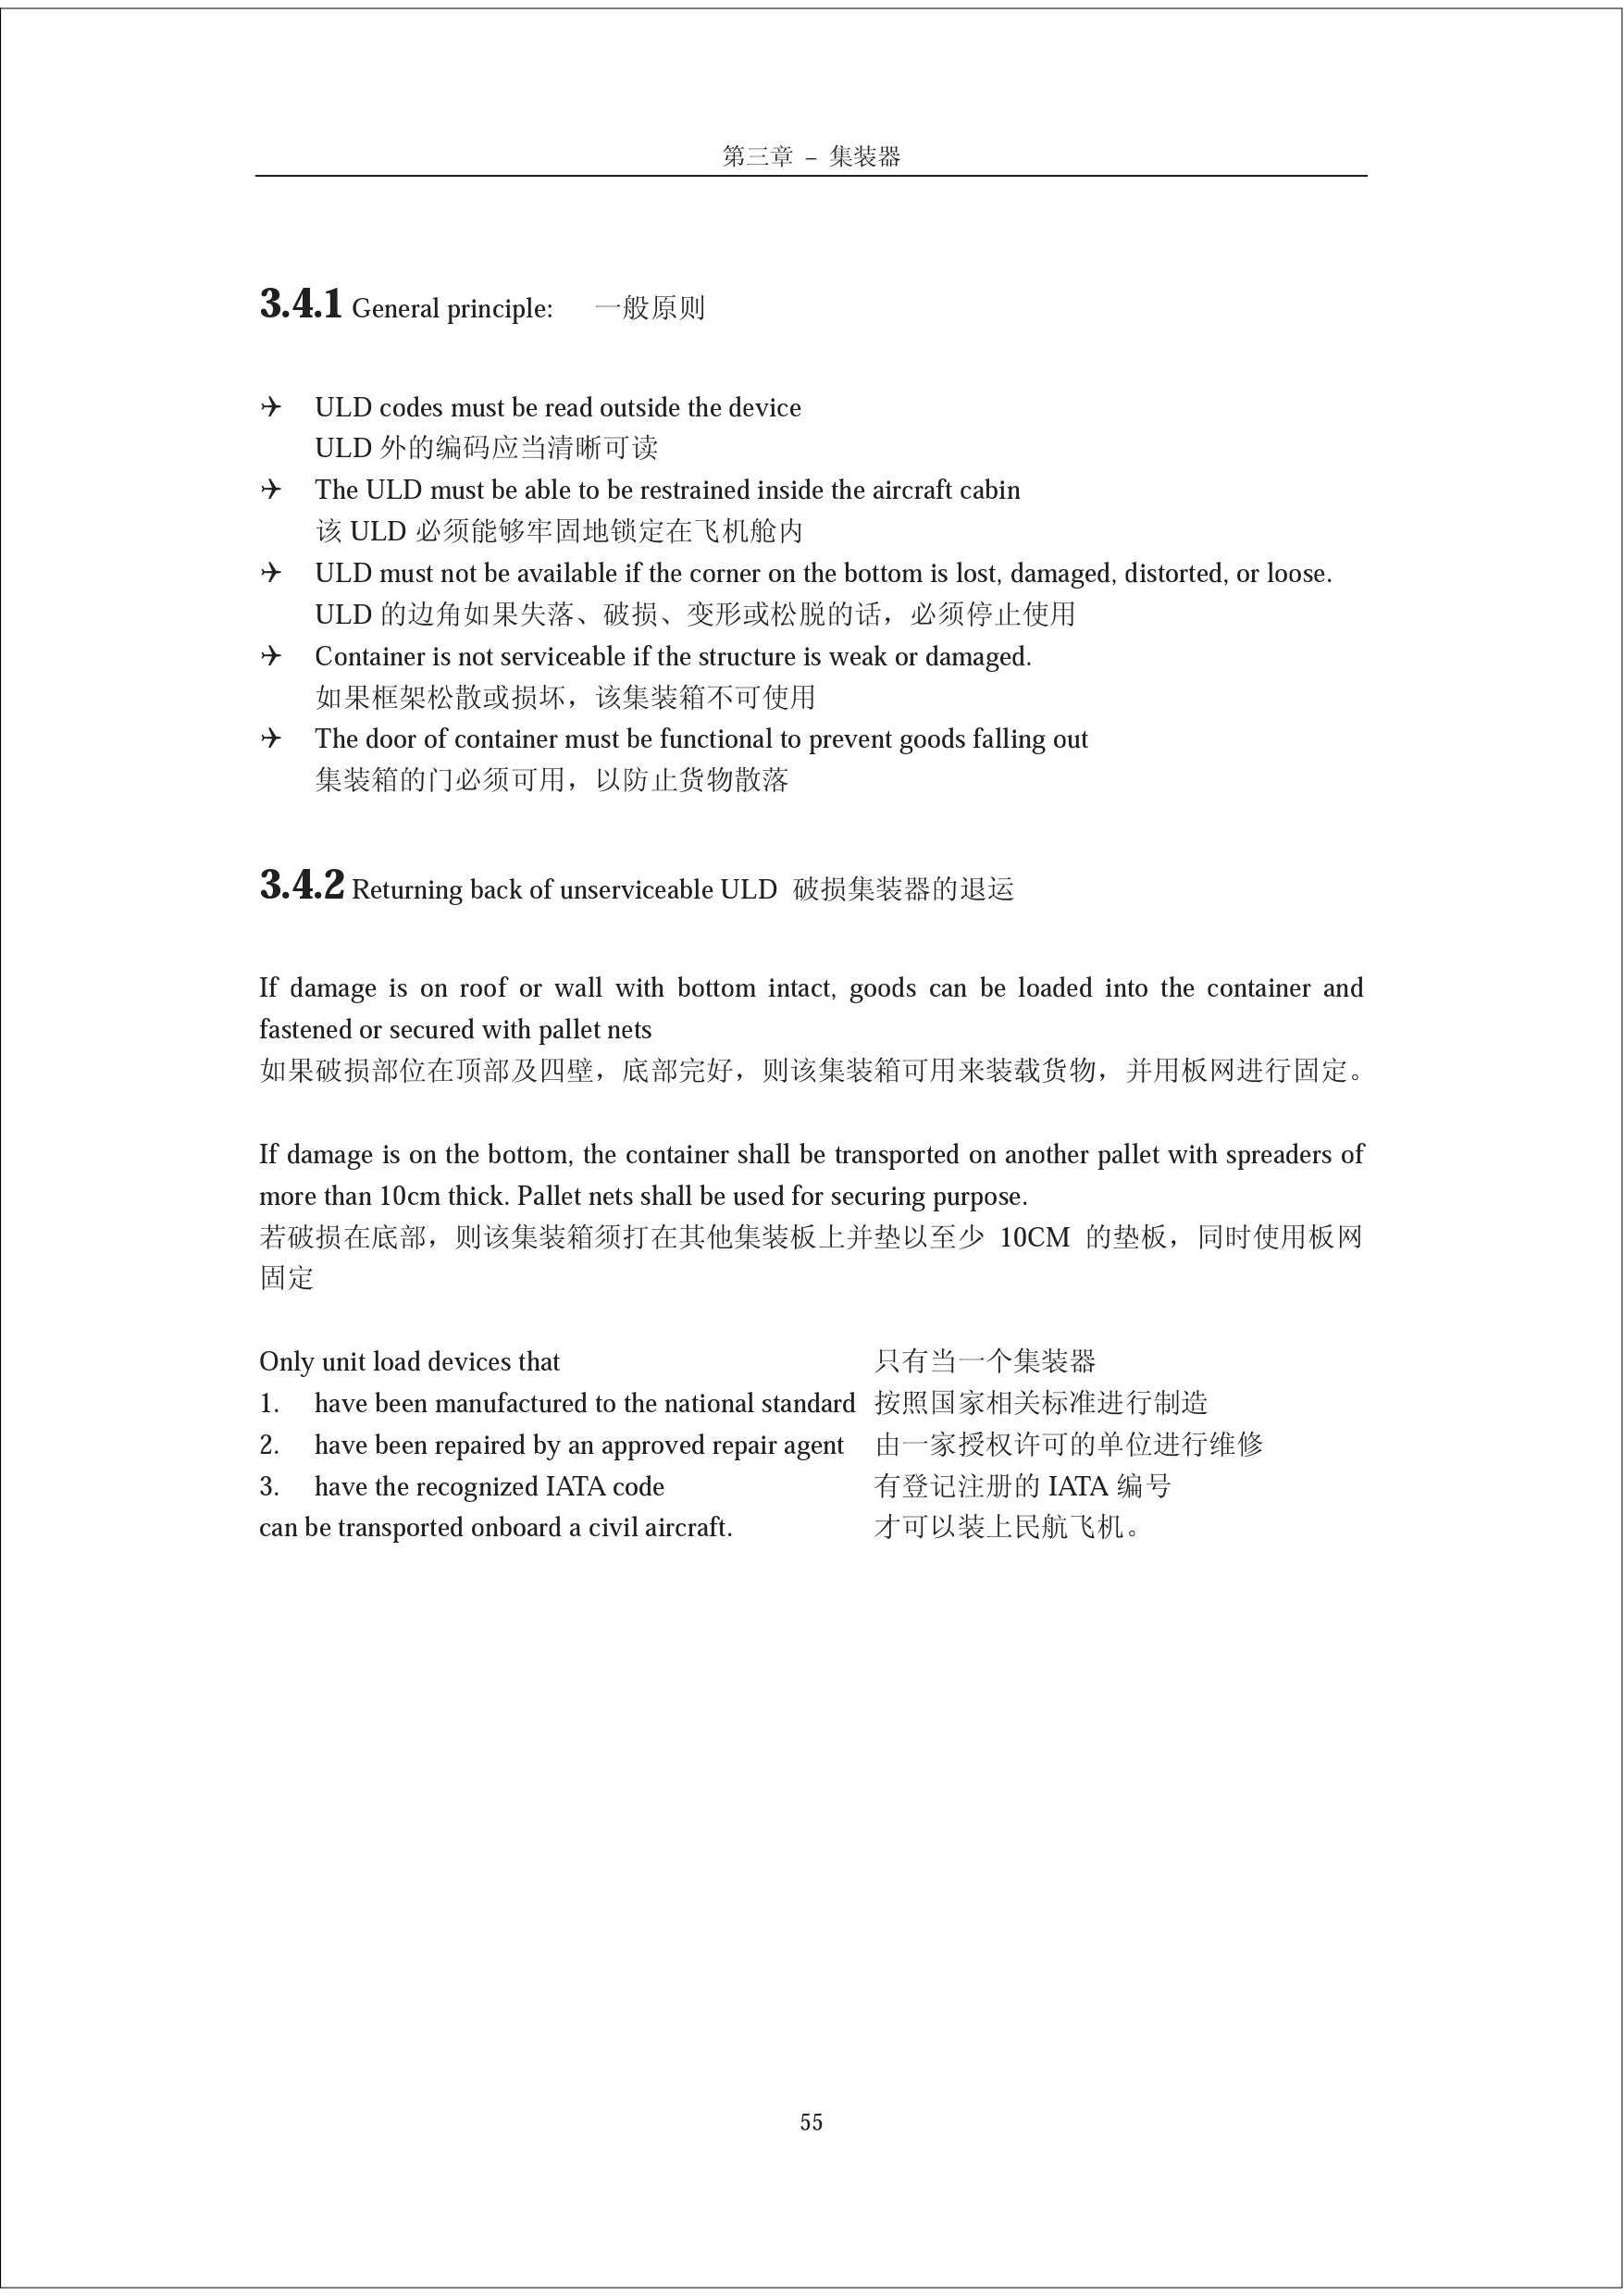 第三章 – 集装器
3.4.1 General principle: 一般原则
✈ ULD codes must be read outside the device
ULD 外的编码应当清晰可读
✈ The ULD must be able to be restrained inside the aircraft cabin
该 ULD 必须能够牢固地锁定在飞机舱内
✈ ULD must not be available if the corner on the bottom is lost, damaged, distorted, or loose.
ULD 的边角如果失落、破损、变形或松脱的话，必须停止使用
✈ Container is not serviceable if the structure is weak or damaged.
如果框架松散或损坏，该集装箱不可使用
✈ The door of container must be functional to prevent goods falling out
集装箱的门必须可用，以防止货物散落
3.4.2 Returning back of unserviceable ULD 破损集装器的退运
If damage is on roof or wall with bottom intact, goods can be loaded into the container and
fastened or secured with pallet nets
如果破损部位在顶部及四壁，底部完好，则该集装箱可用来装载货物，并用板网进行固定。
If damage is on the bottom, the container shall be transported on another pallet with spreaders of
more than 10cm thick. Pallet nets shall be used for securing purpose.
若破损在底部，则该集装箱须打在其他集装板上并垫以至少 10CM 的垫板，同时使用板网
固定
Only unit load devices that 只有当一个集装器
1. have been manufactured to the national standard 按照国家相关标准进行制造
2. have been repaired by an approved repair agent 由一家授权许可的单位进行维修
3. have the recognized IATA code 有登记注册的 IATA 编号
can be transported onboard a civil aircraft. 才可以装上民航飞机。
55